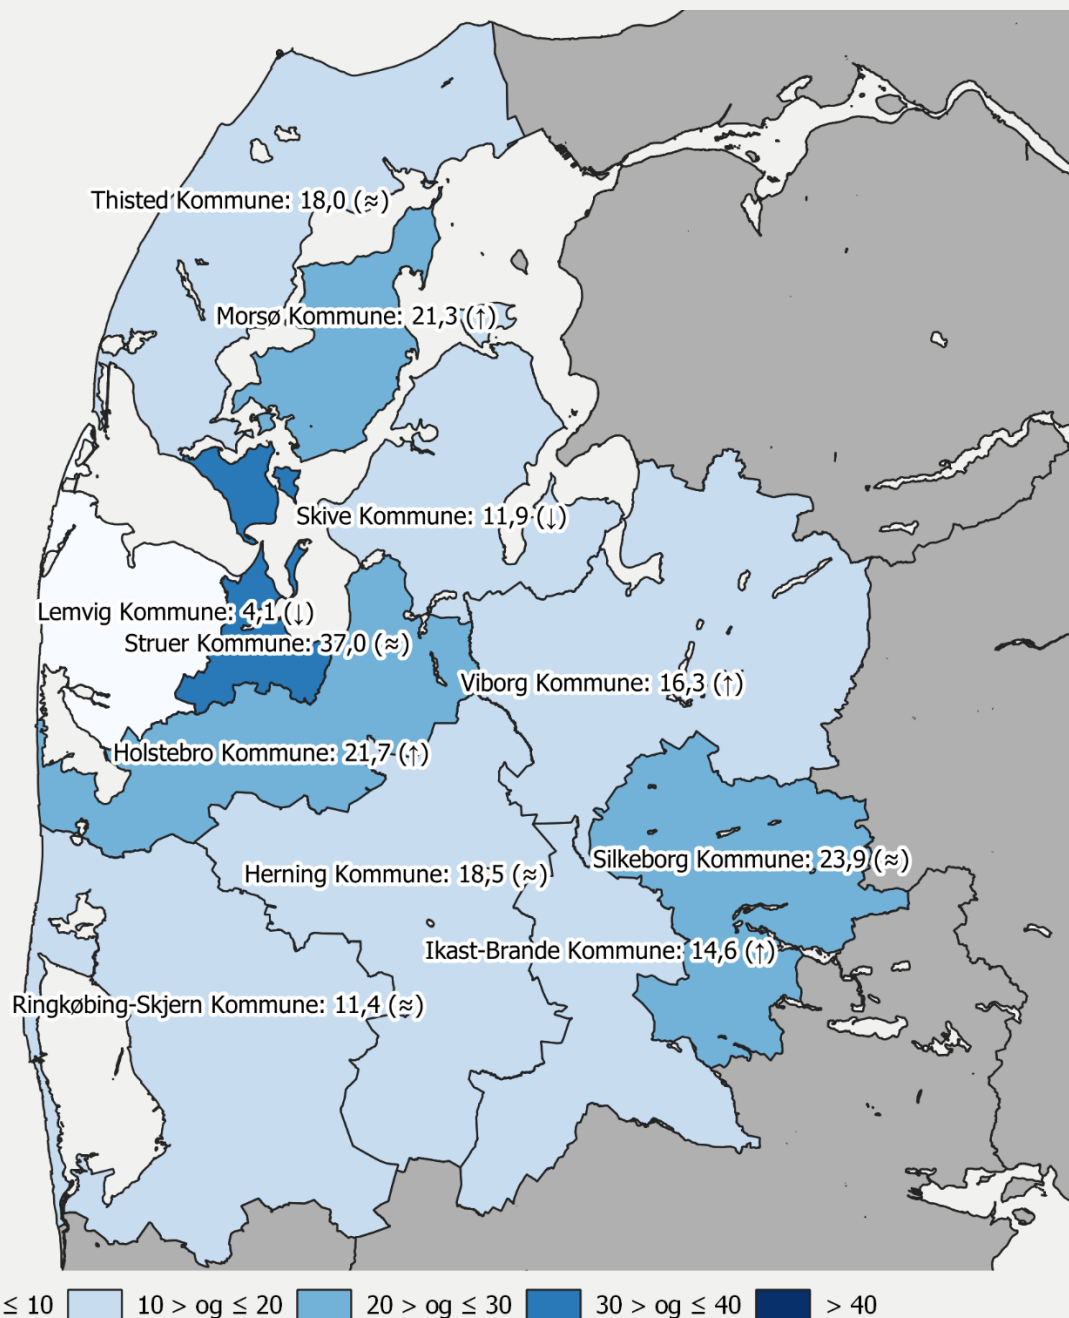 Thisted Kommune: 18,0 (≈)
Morsø Kommune: 21,3 (↑)
Skive Kommune: 11,9 (↓)
Lemvig Kommune: 4,1 (↓)
Struer Kommune: 37,0 (≈)
Viborg Kommune: 16,3 (↑)
Holstebro Kommune: 21,7 (↑)
Silkeborg Kommune: 23,9 (≈)
Herning Kommune: 18,5 (≈)
Ikast-Brande Kommune: 14,6 (↑)
Ringkøbing-Skjern Kommune: 11,4 (≈)
≤ 10 10 > og ≤ 20 20 > og ≤ 30 30 > og ≤ 40 > 40